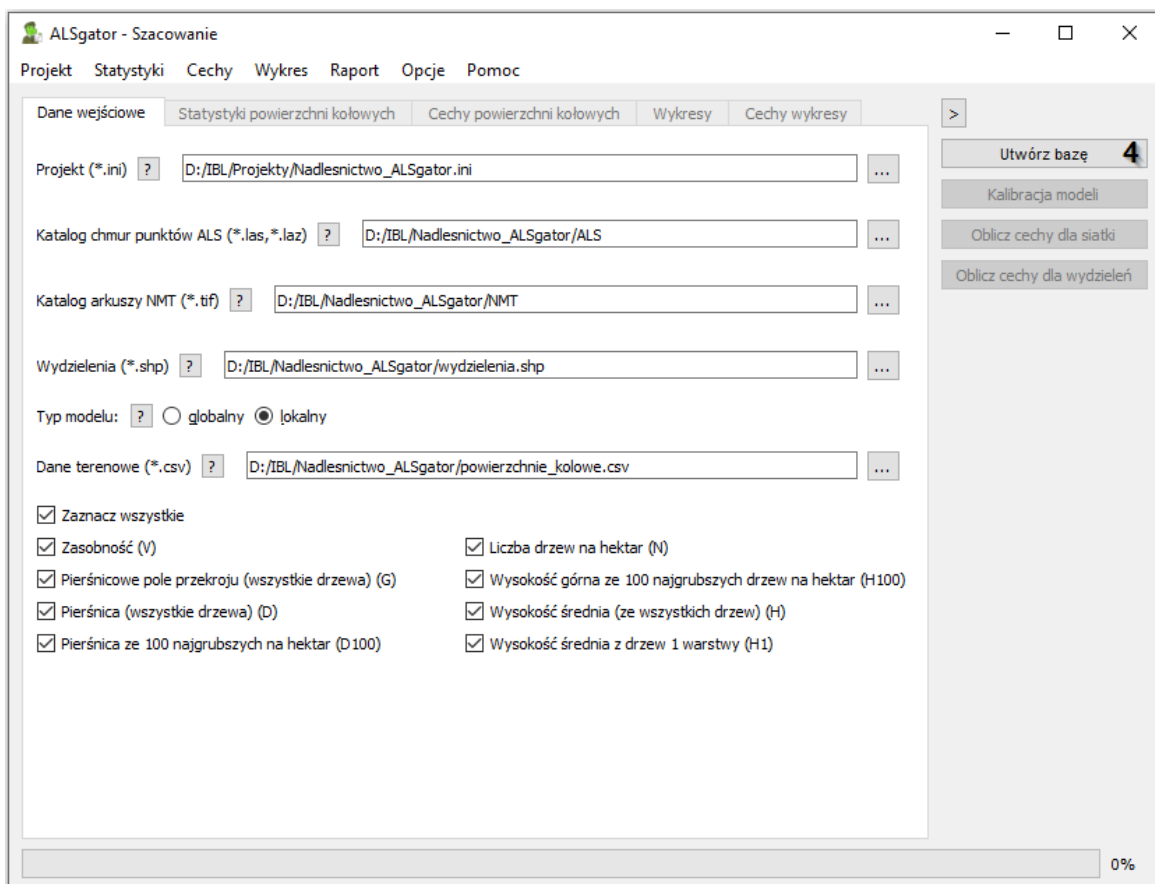 ALSgator - Szacowanie
Projekt Statystyki Cechy Wykres Raport Opcje Pomoc
Dane wejściowe Statystyki powierzchni kołowych Cechy powierzchni kołowych Wykresy Cechy wykresy >
Utwórz bazę 4
Projekt (*.ini) ? D:/IBL/Projekty/Nadlesnictwo_ALSgator.ini ...
Kalibracja modeli
Katalog chmur punktów ALS (*.las,*.laz) ? D:/IBL/Nadlesnictwo_ALSgator/ALS ...
Oblicz cechy dla siatki
Oblicz cechy dla wydzieleń
Katalog arkuszy NMT (*.tif) ? D:/IBL/Nadlesnictwo_ALSgator/NMT ...
Wydzielenia (*.shp) ? D:/IBL/Nadlesnictwo_ALSgator/wydzielenia.shp ...
Typ modelu: ? globalny lokalny
Dane terenowe (*.csv) ? D:/IBL/Nadlesnictwo_ALSgator/powierzchnie_kolowe.csv ...
Zaznacz wszystkie
Zasobność (V) Liczba drzew na hektar (N)
Pierśnicowe pole przekroju (wszystkie drzewa) (G) Wysokość górna ze 100 najgrubszych drzew na hektar (H100)
Pierśnica (wszystkie drzewa) (D) Wysokość średnia (ze wszystkich drzew) (H)
Pierśnica ze 100 najgrubszych na hektar (D100) Wysokość średnia z drzew 1 warstwy (H1)
0%